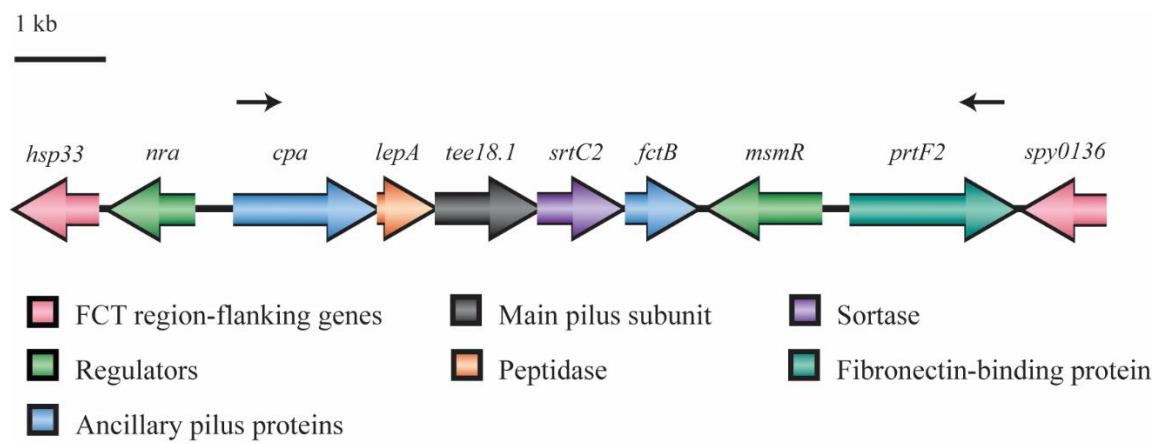 1 kb
hsp33 nra cpa lepA tee18.1 srtC2 fctB msmR prtF2 spy0136
FCT region-flanking genes Main pilus subunit Sortase
Regulators Peptidase Fibronectin-binding protein
Ancillary pilus proteins